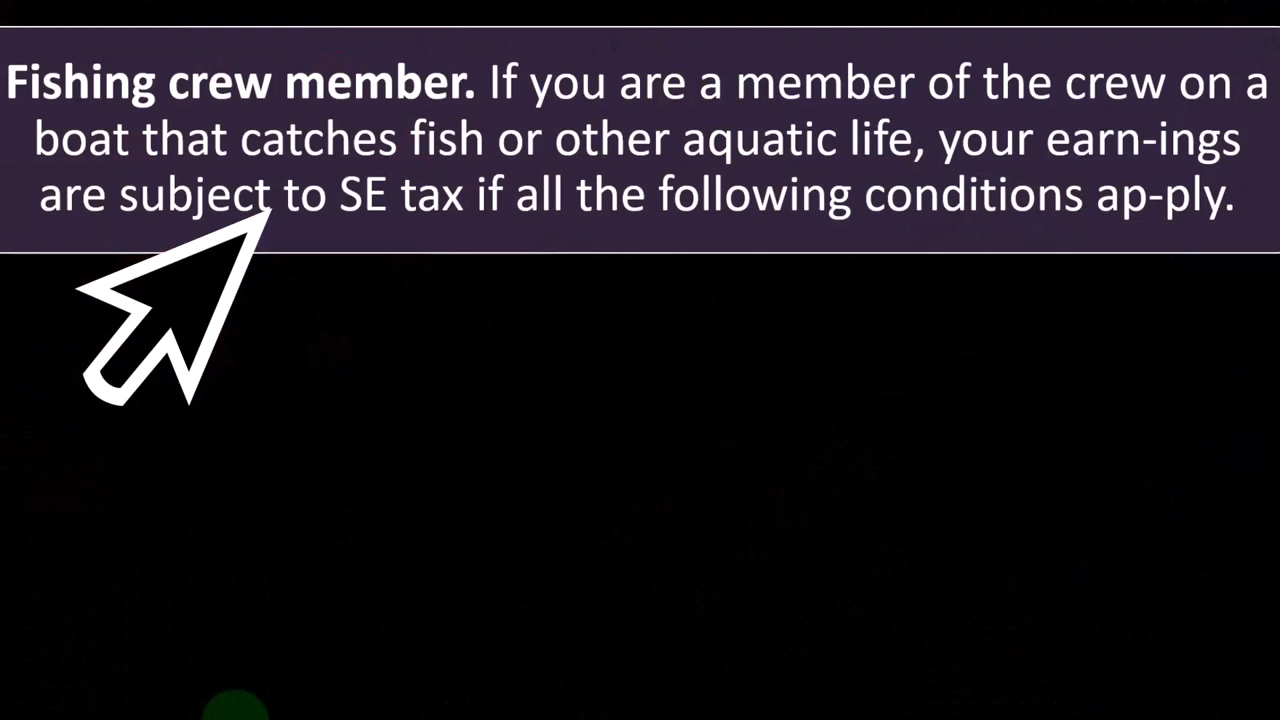 Fishing crew member. If you are a member of the crew on a
boat that catches fish or other aquatic life, your earn-ings
are subject to SE tax if all the following conditions ap-ply.